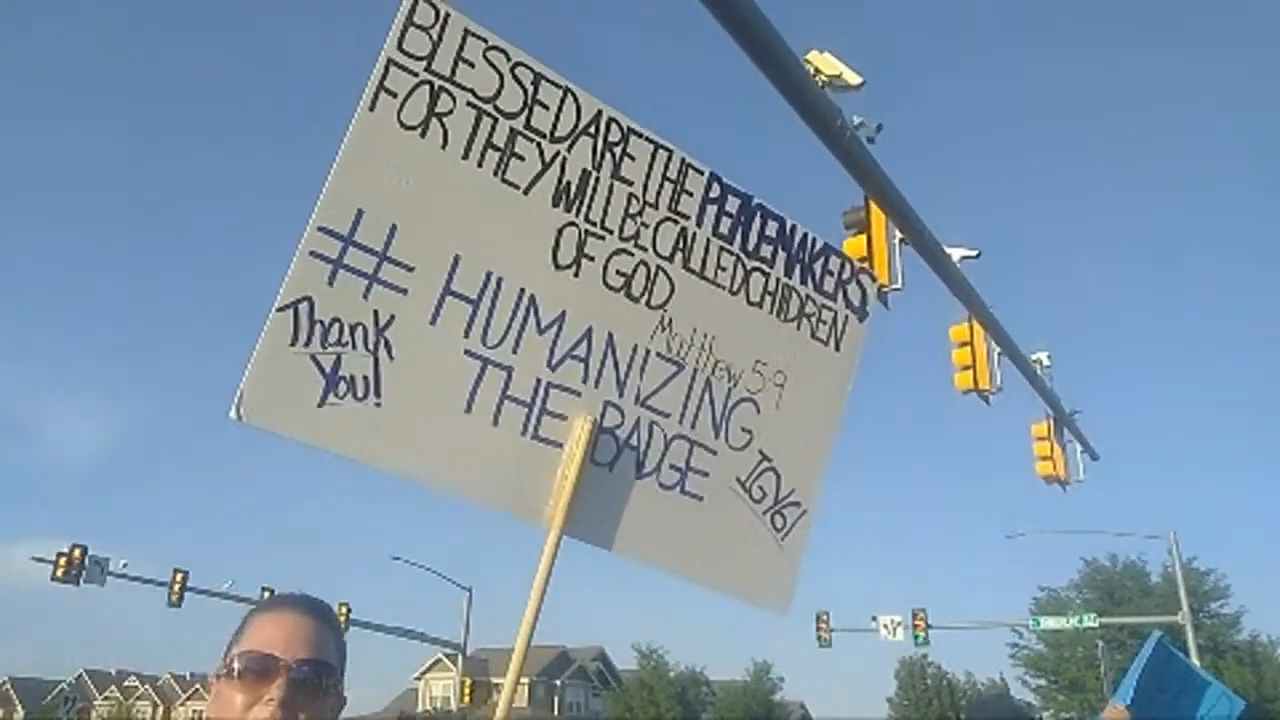 BLESSED ARE THE PEACEMAKERS,
FOR THEY WILL BE CALLED CHILDREN
OF GOD.
Matthew 5:9
# HUMANIZING
THE BADGE
Thank
You!
IGY6!